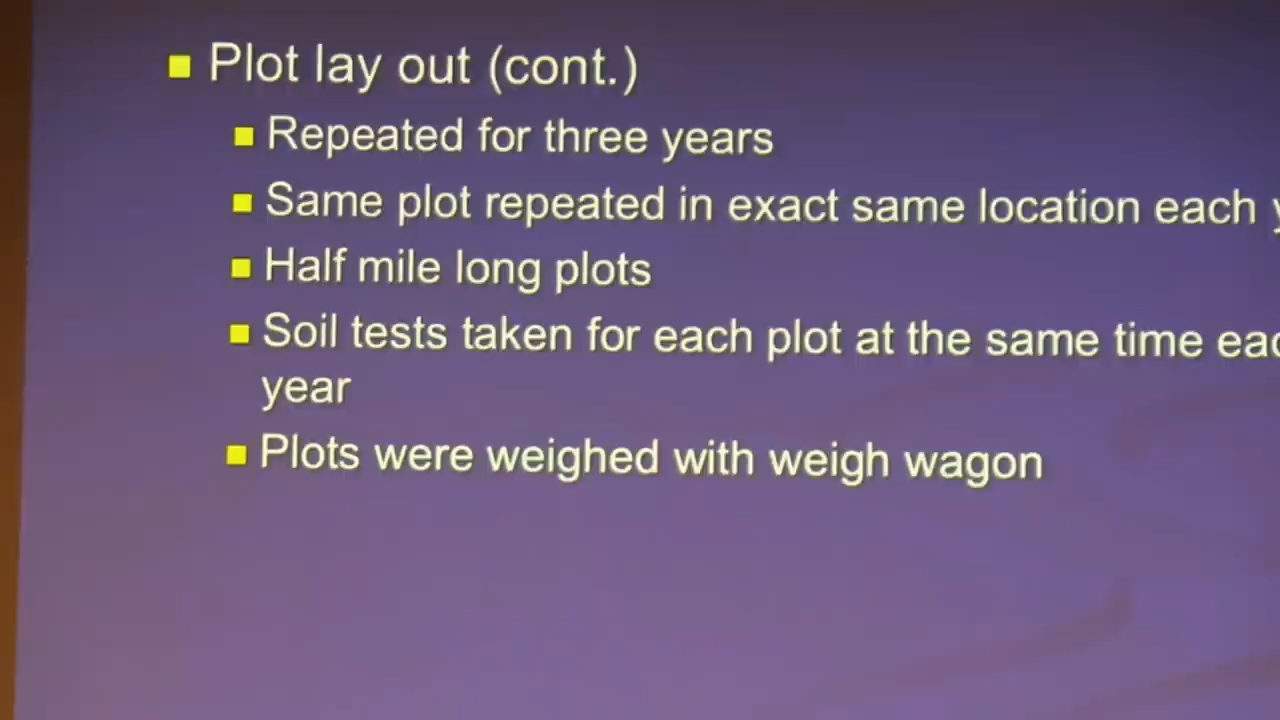 Plot lay out (cont.)
Repeated for three years
Same plot repeated in exact same location each
Half mile long plots
Soil tests taken for each plot at the same time
year
Plots were weighed with weigh wagon